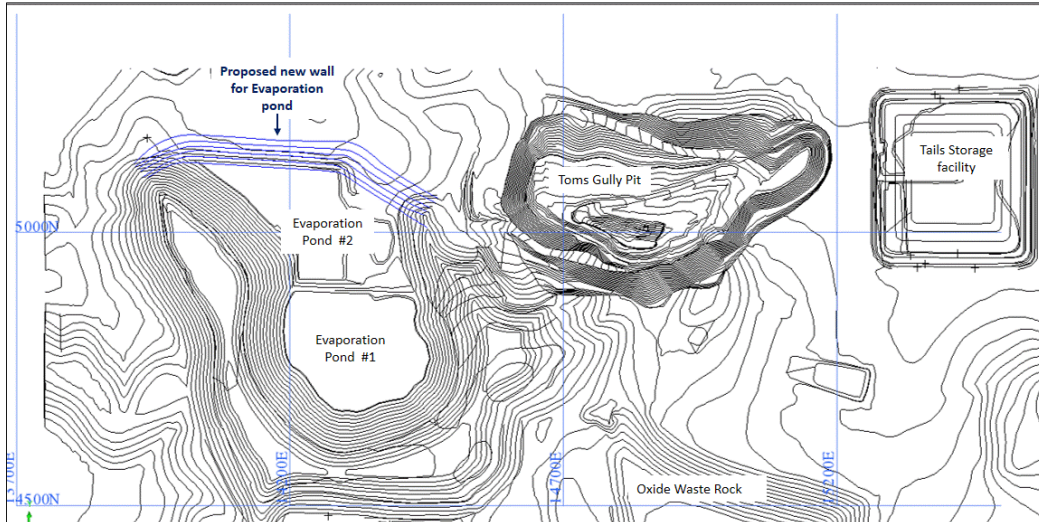 Proposed new wall
for Evaporation
pond
Tails Storage
facility
Toms Gully Pit
Evaporation
Pond #2
5000N
Evaporation
Pond #1
Oxide Waste Rock
13700E
14200E
14700E
15200E
4500N